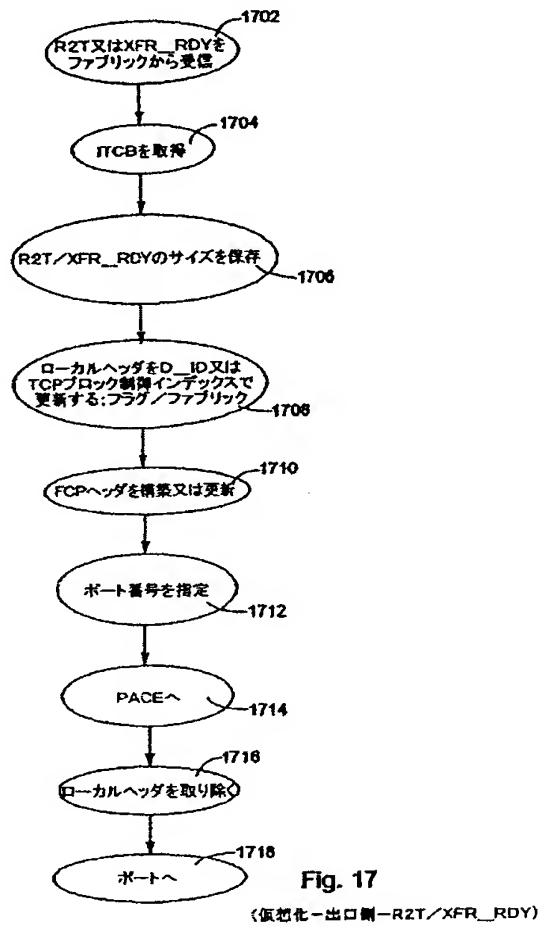 1702
R2T又はXFR__RDYを
ファブリックから受信
1704
ITCBを取得
R2T/XFR__RDYのサイズを保存
1706
ローカルヘッダをD__ID又は
TCPブロック制御インデックスで
更新する:フラグ/ファブリック
1708
1710
FCPヘッダを構築又は更新
ポート番号を指定
1712
PACEへ
1714
1716
ローカルヘッダを取り除く
1718
ポートへ
Fig. 17
(仮想化-出口側-R2T/XFR__RDY)